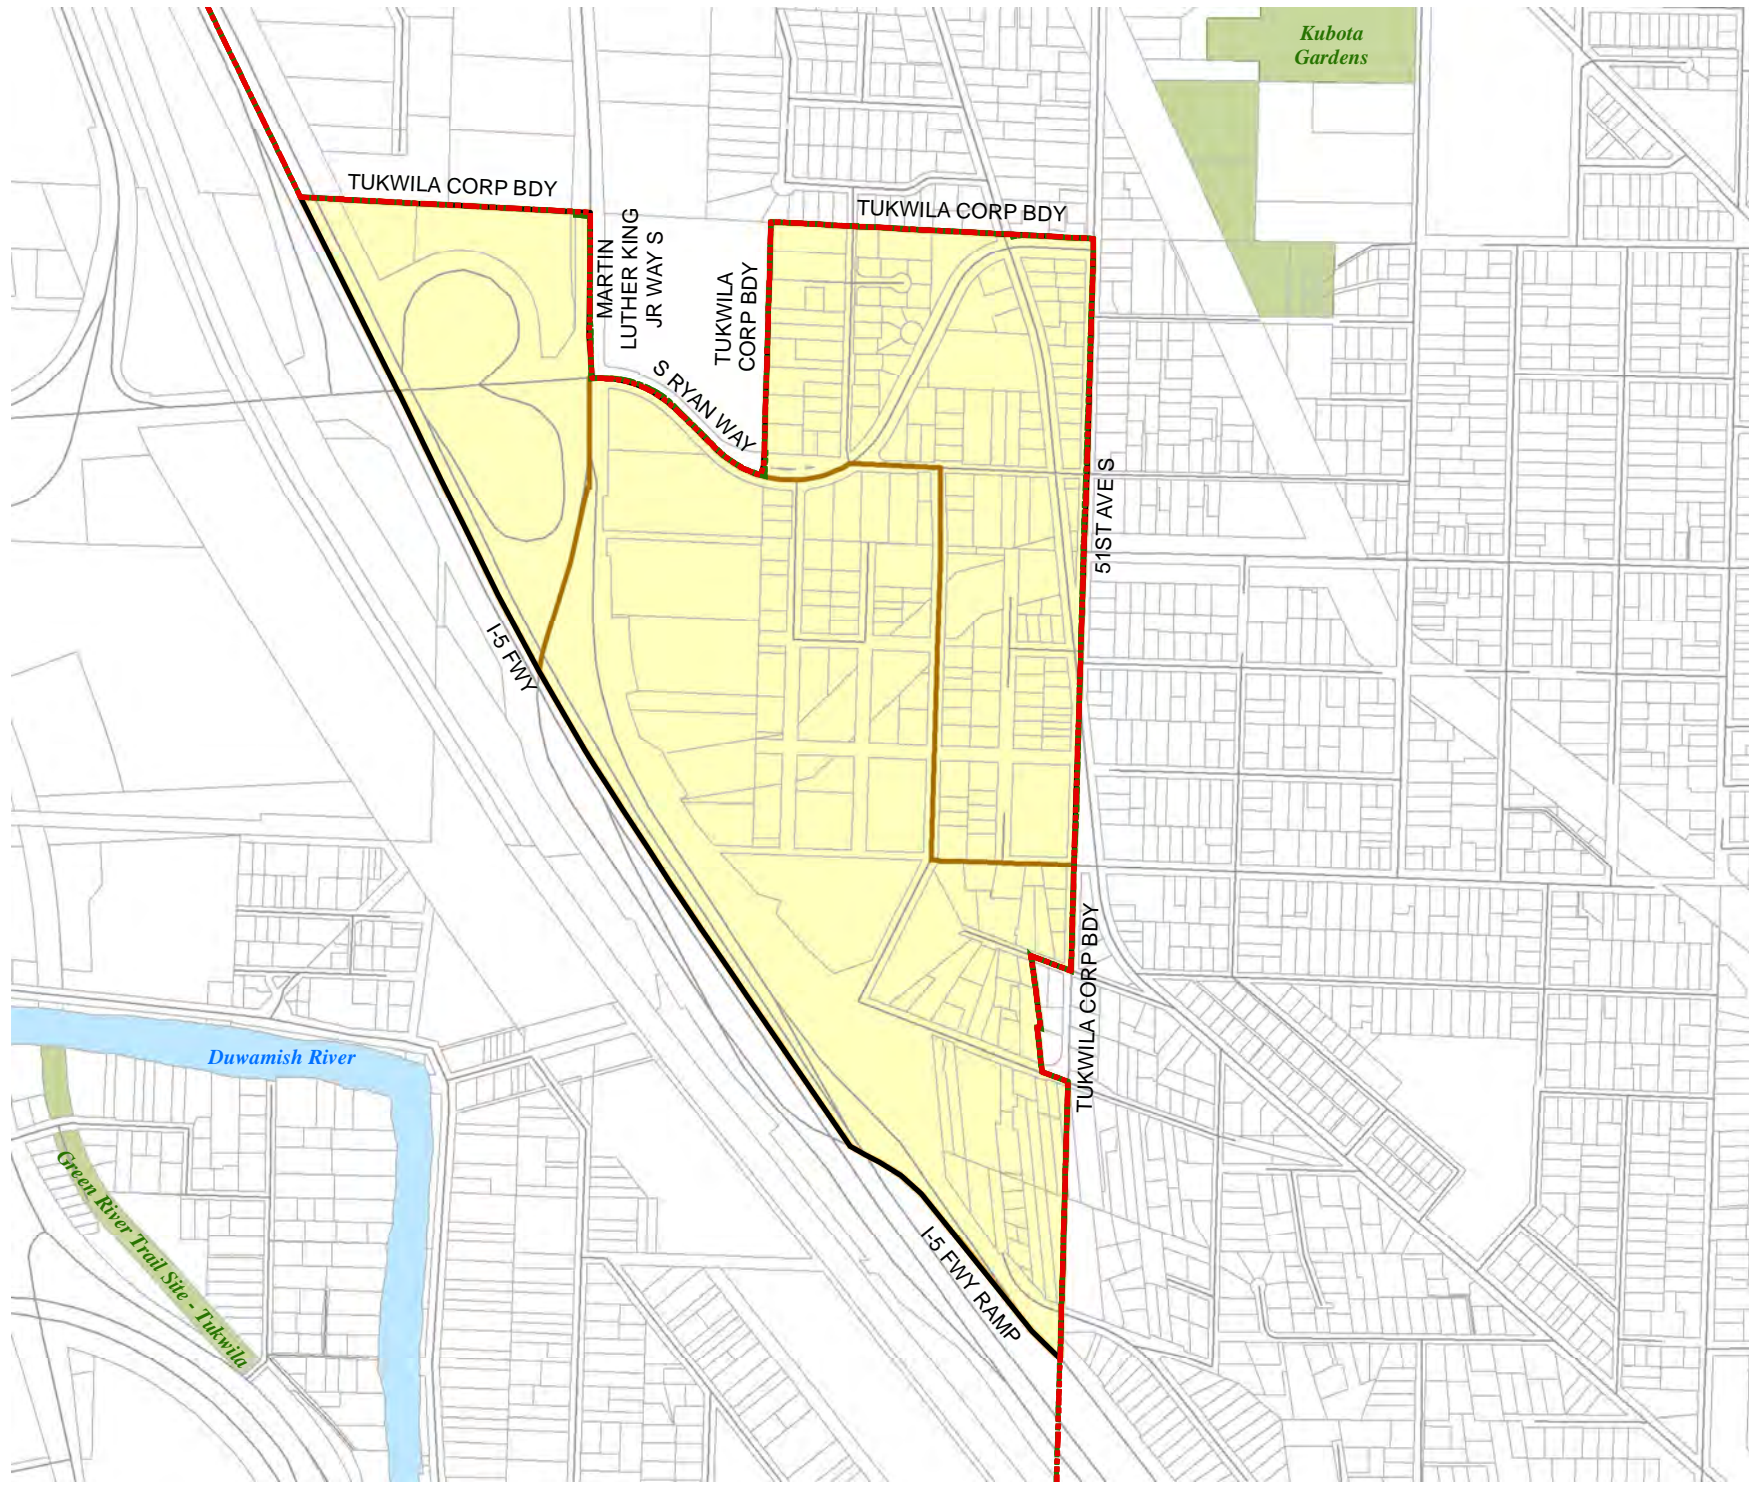 Kubota
Gardens
TUKWILA CORP BDY
TUKWILA CORP BDY
MARTIN
LUTHER KING
JR WAY S
TUKWILA
CORP BDY
S RYAN WAY
51ST AVE S
I-5 FWY
TUKWILA CORP BDY
Duwamish River
Green River Trail Site - Tukwila
I-5 FWY RAMP